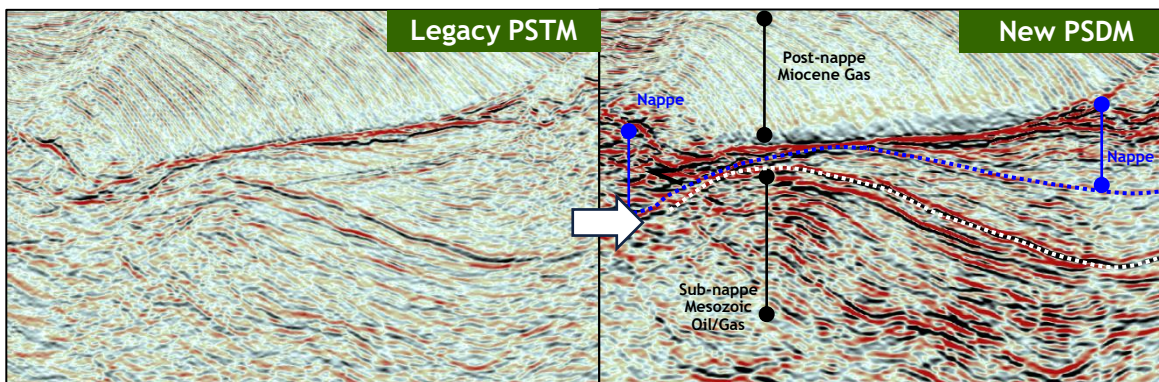 Legacy PSTM
New PSDM
Post-nappe
Miocene Gas
Nappe
Nappe
Sub-nappe
Mesozoic
Oil/Gas